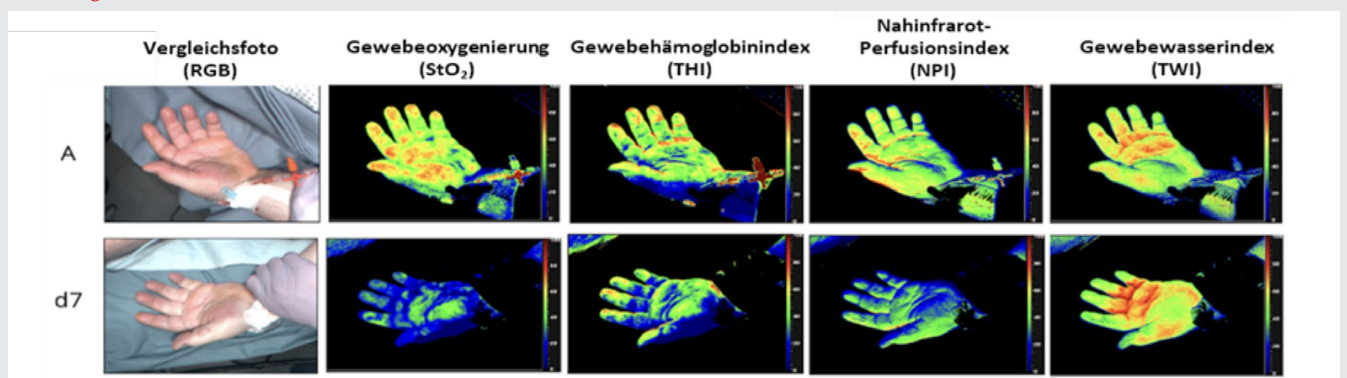 Vergleichsfoto
(RGB)
Gewebeoxygenierung
(StO₂)
Gewebehämoglobinindex
(THI)
Nahinfrarot-
Perfusionsindex
(NPI)
Gewebewasserindex
(TWI)
A
d7